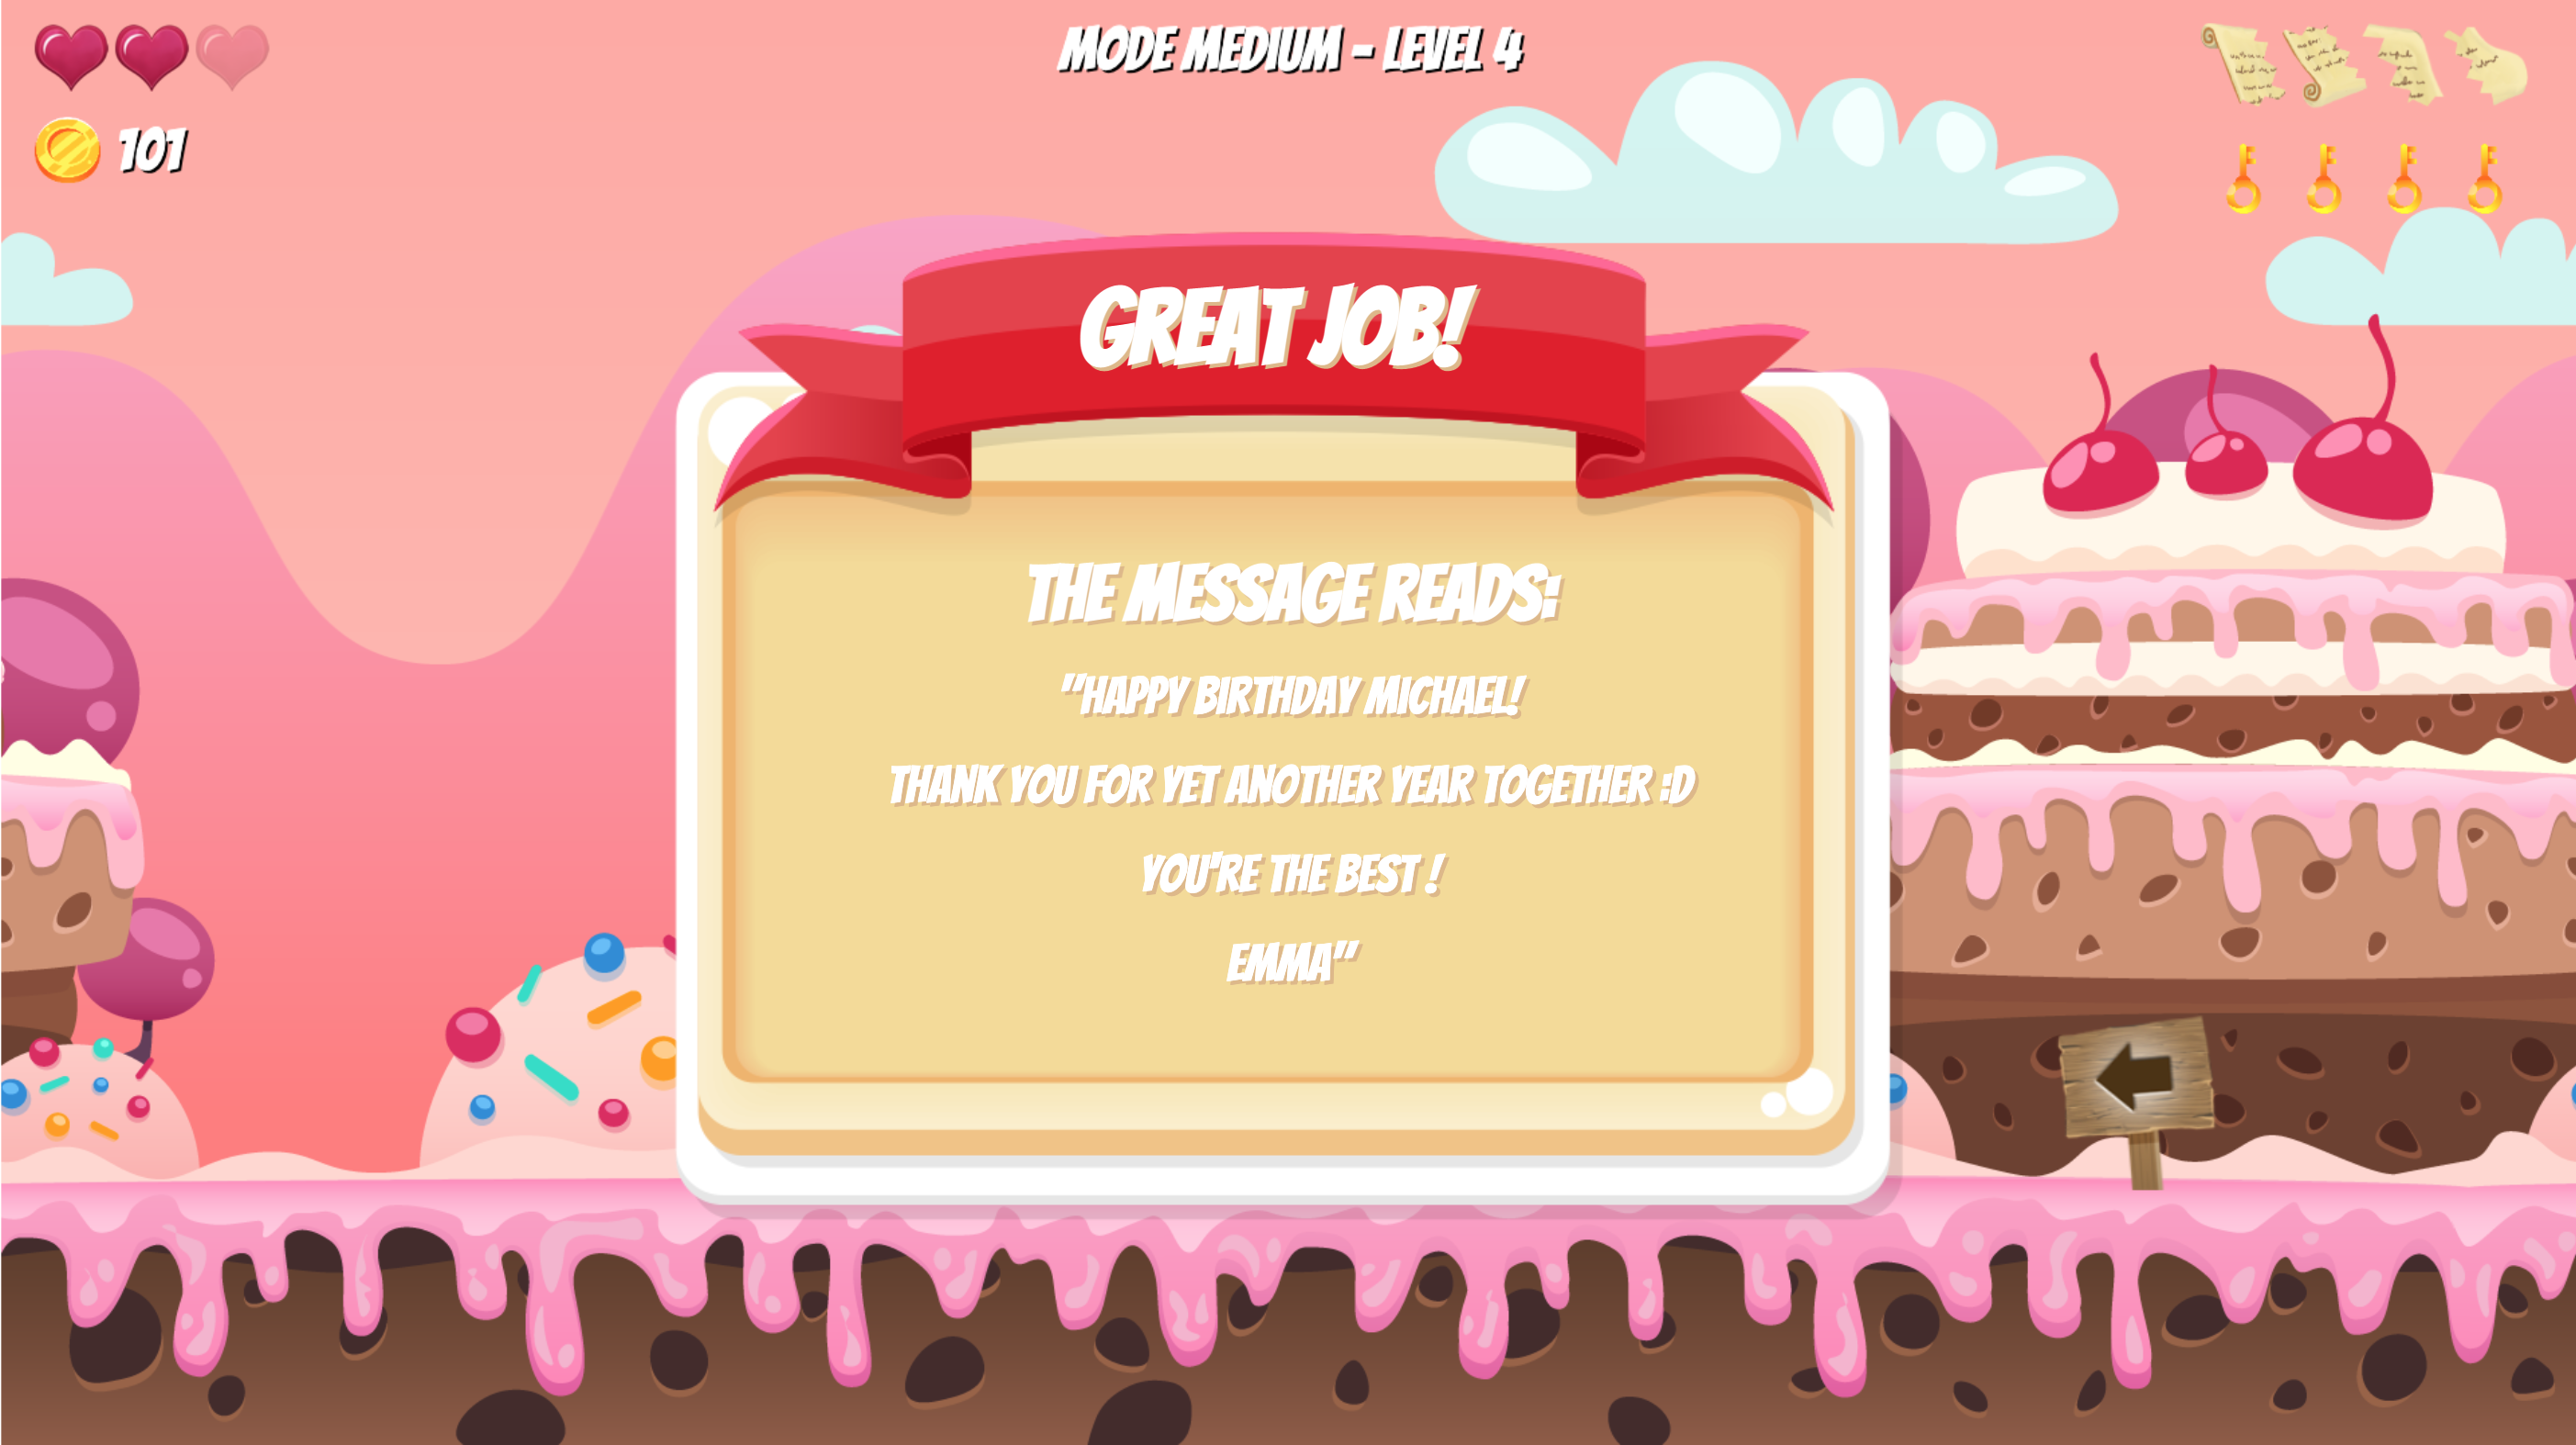 MODE MEDIUM - LEVEL 4
101
GREAT JOB!
THE MESSAGE READS:
"HAPPY BIRTHDAY MICHAEL!
THANK YOU FOR YET ANOTHER YEAR TOGETHER :D
YOU'RE THE BEST !
EMMA"